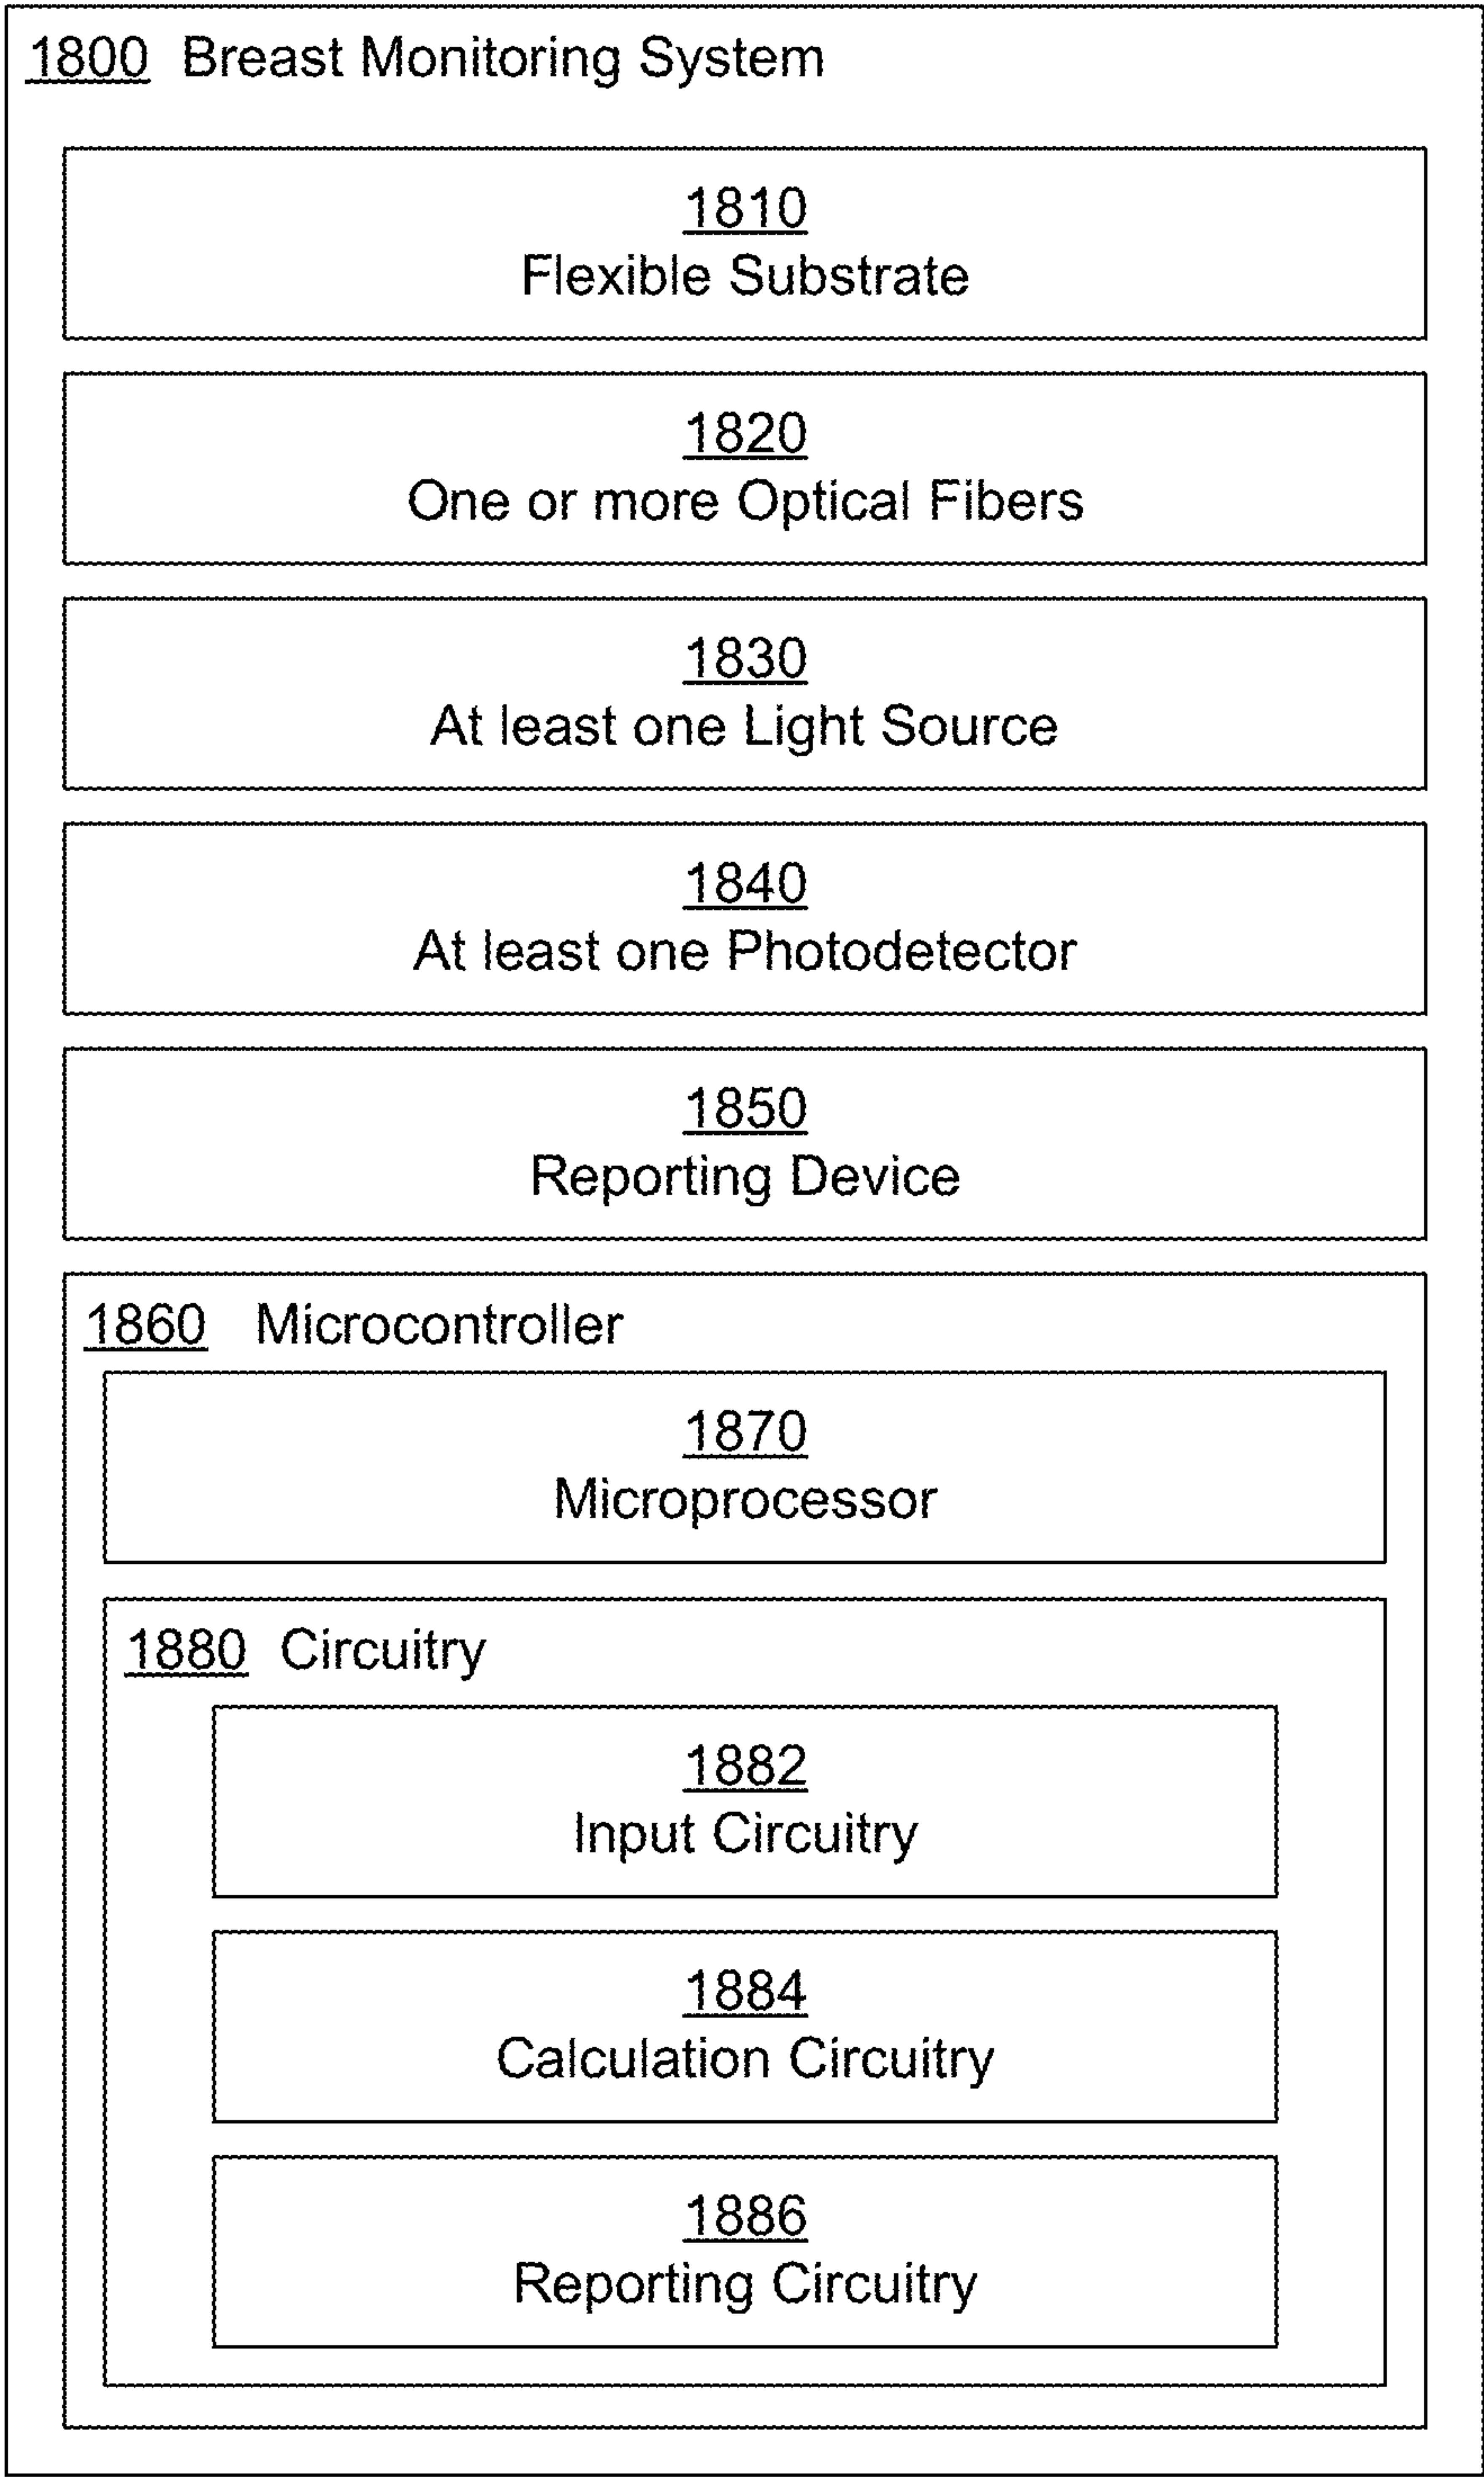 1800 Breast Monitoring System
1810
Flexible Substrate
1820
One or more Optical Fibers
1830
At least one Light Source
1840
At least one Photodetector
1850
Reporting Device
1860 Microcontroller
1870
Microprocessor
1880 Circuitry
1882
Input Circuitry
1884
Calculation Circuitry
1886
Reporting Circuitry